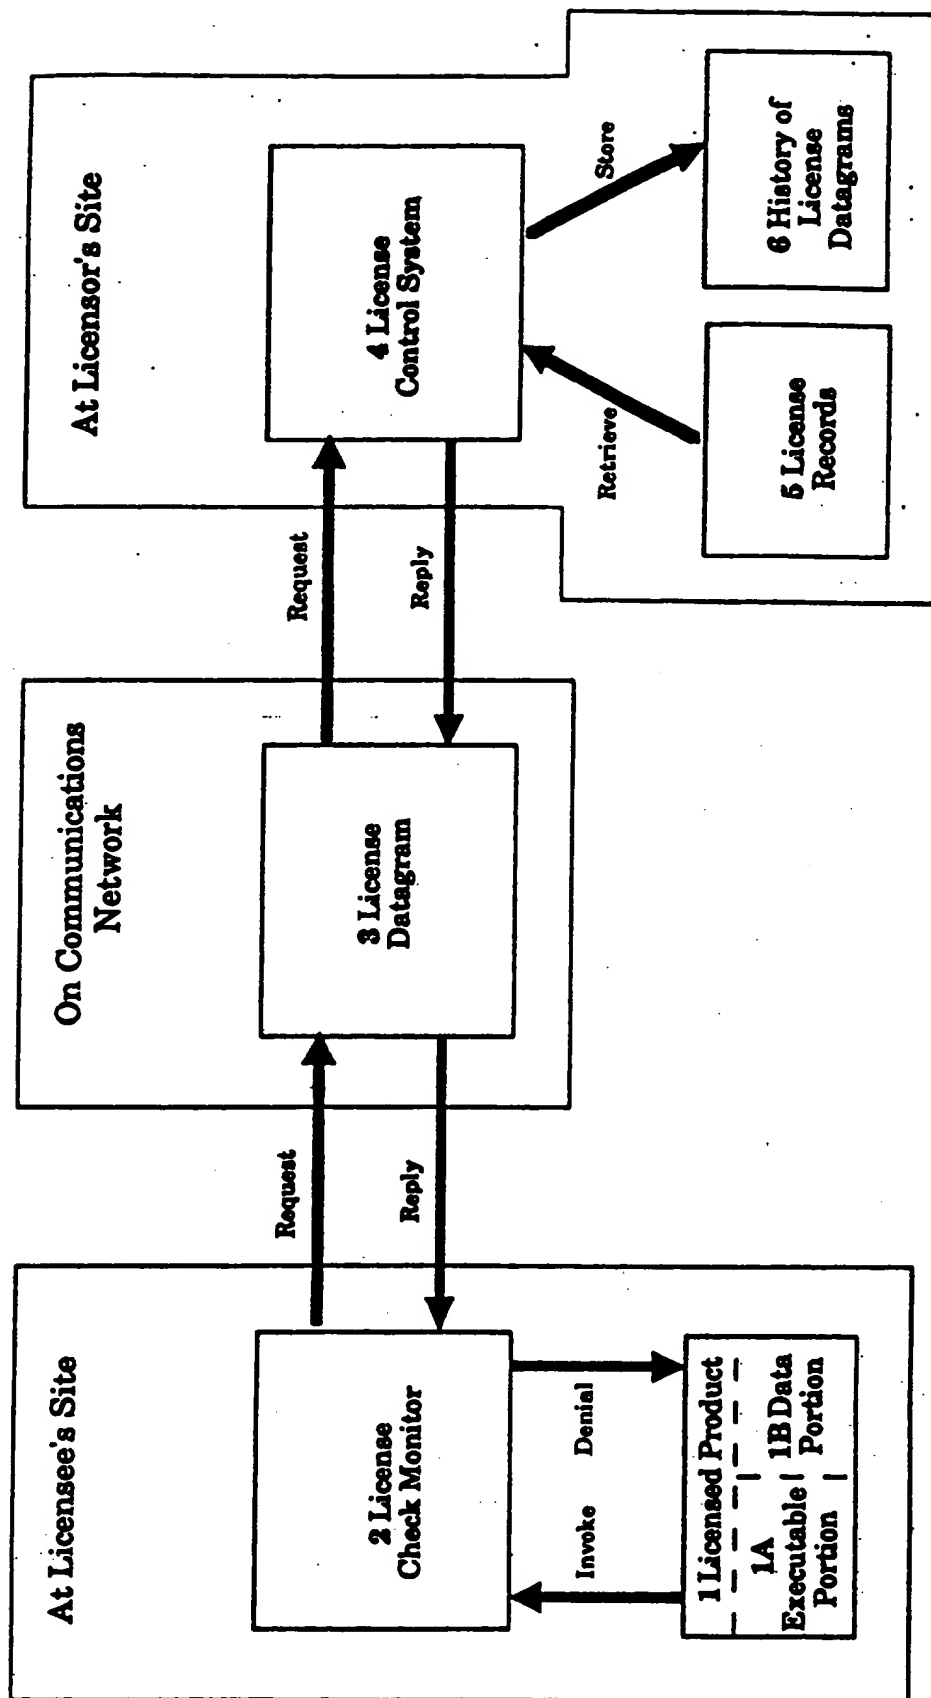 At Licensee's Site
2 License
Check Monitor
Invoke
Denial
1 Licensed Product
1A
Executable
Portion
1B Data
Portion
Request
Reply
On Communications
Network
3 License
Datagram
Request
Reply
At Licensor's Site
4 License
Control System
Retrieve
Store
5 License
Records
6 History of
License
Datagrams